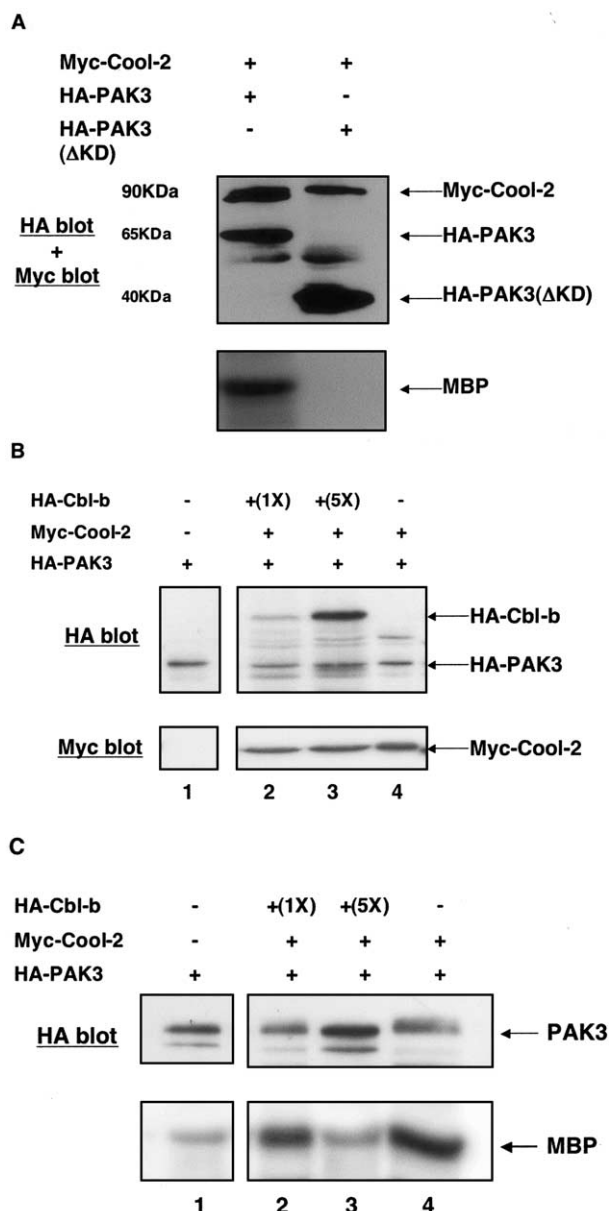 A
Myc-Cool-2 + +
HA-PAK3 + -
HA-PAK3 (ΔKD) - +
HA blot + Myc blot
90KDa
65KDa
40KDa
Myc-Cool-2
HA-PAK3
HA-PAK3(ΔKD)
MBP
B
HA-Cbl-b - +(1X) +(5X) -
Myc-Cool-2 - + + +
HA-PAK3 + + + +
HA blot
HA-Cbl-b
HA-PAK3
Myc blot
Myc-Cool-2
1 2 3 4
C
HA-Cbl-b - +(1X) +(5X) -
Myc-Cool-2 - + + +
HA-PAK3 + + + +
HA blot
PAK3
MBP
1 2 3 4